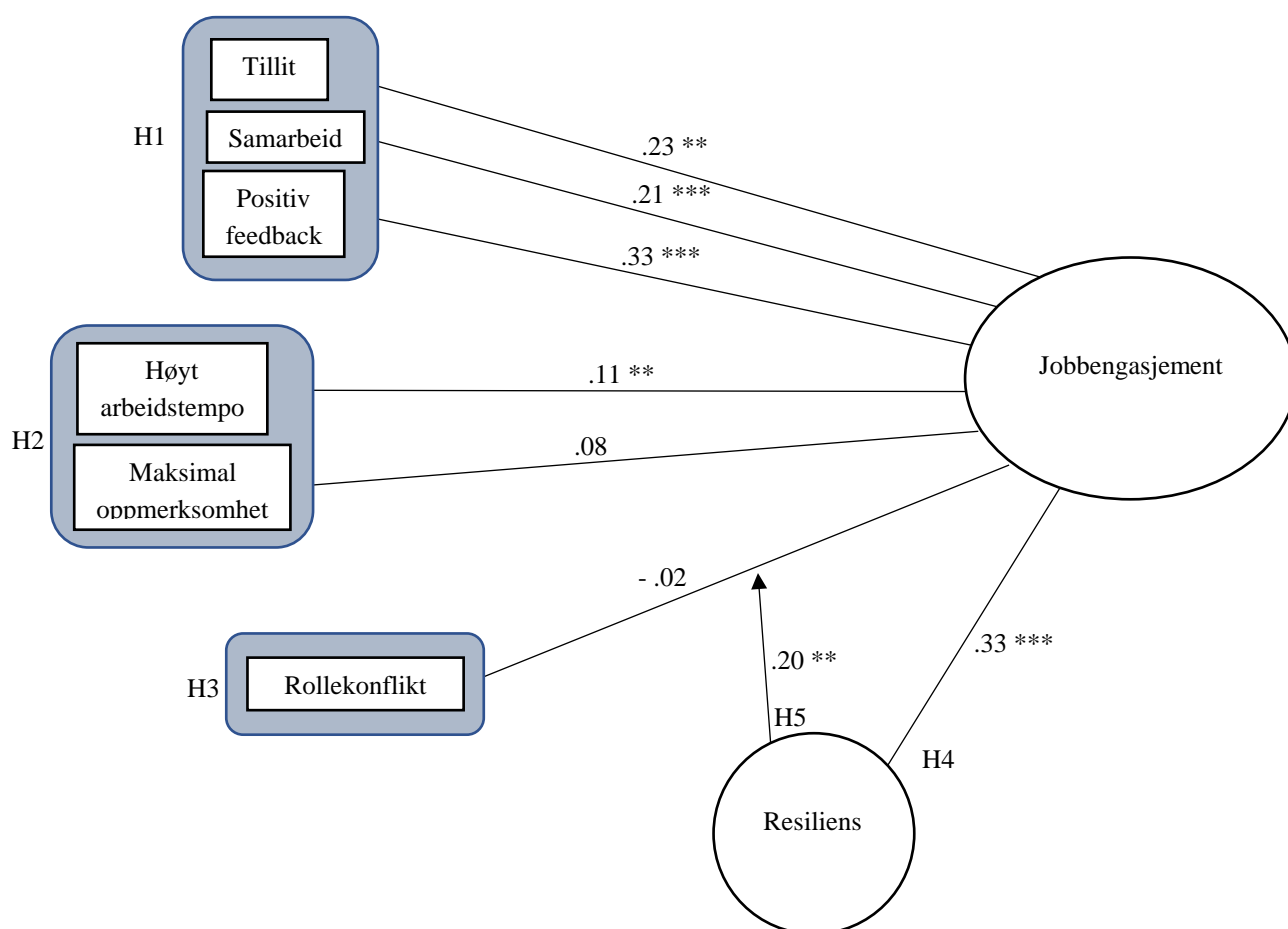 Tillit
H1
Samarbeid
Positiv
feedback
.23 **
.21 ***
.33 ***
Jobbengasjement
H2
Høyt
arbeidstempo
Maksimal
oppmerksomhet
.11 **
.08
- .02
H3
Rollekonflikt
.20 **
.33 ***
H5
H4
Resiliens